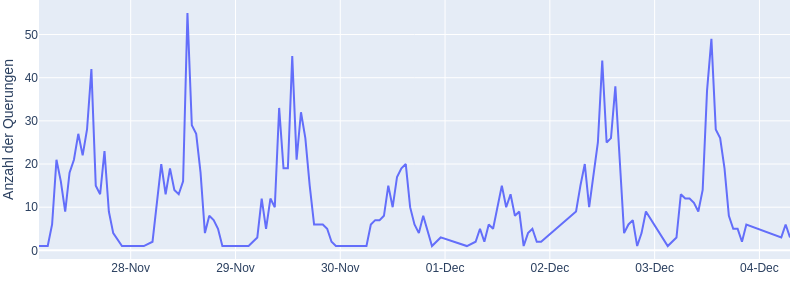 Anzahl der Querungen
50
40
30
20
10
0
28-Nov
29-Nov
30-Nov
01-Dec
02-Dec
03-Dec
04-Dec